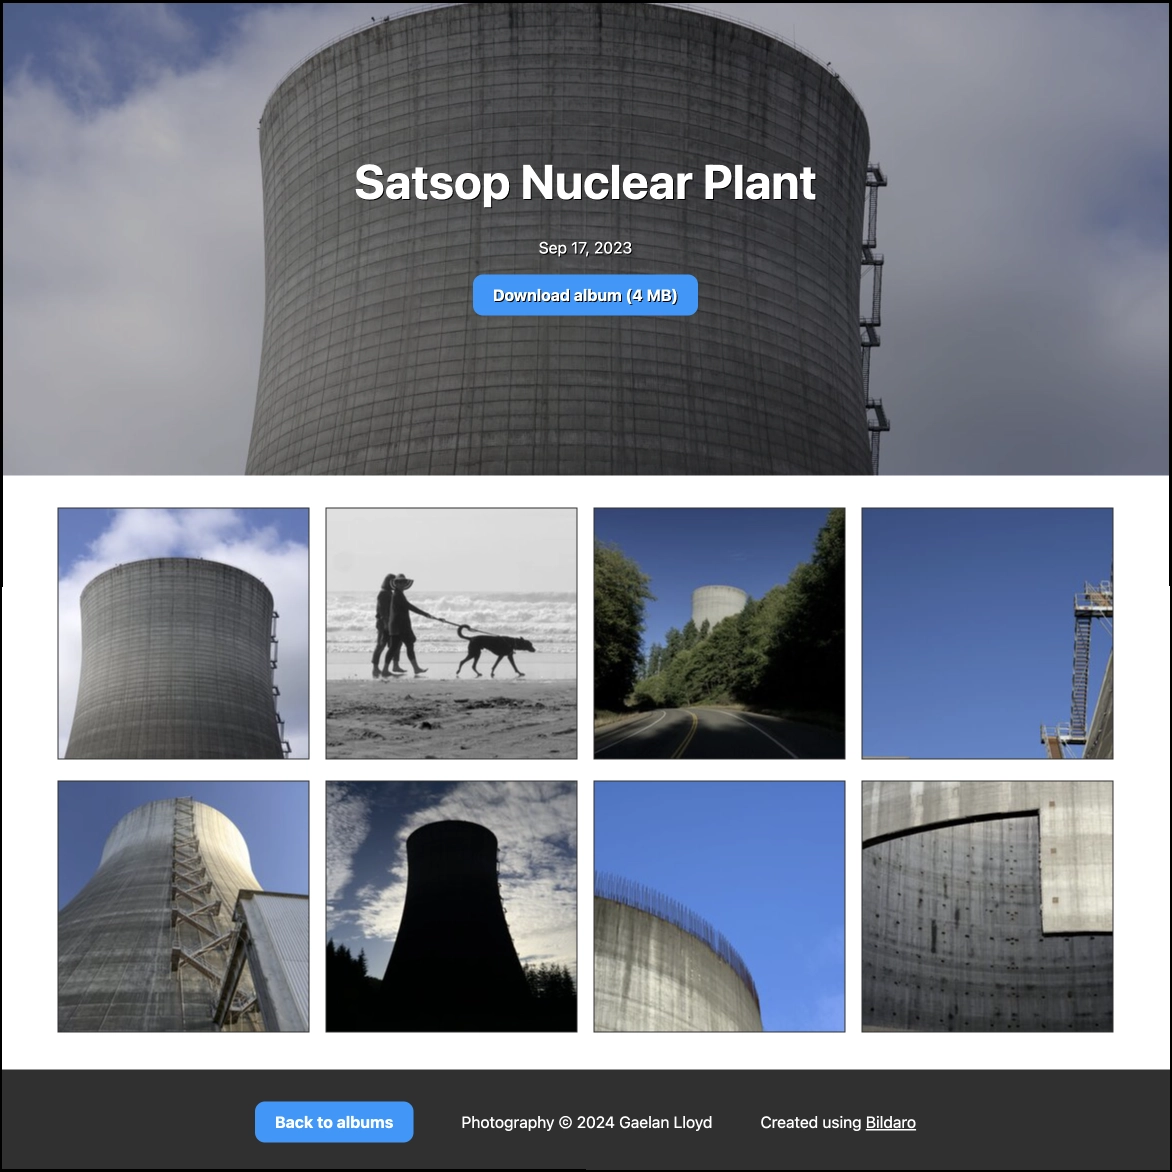 Satsop Nuclear Plant
Sep 17, 2023
Download album (4 MB)
Back to albums
Photography © 2024 Gaelan Lloyd
Created using Bildaro